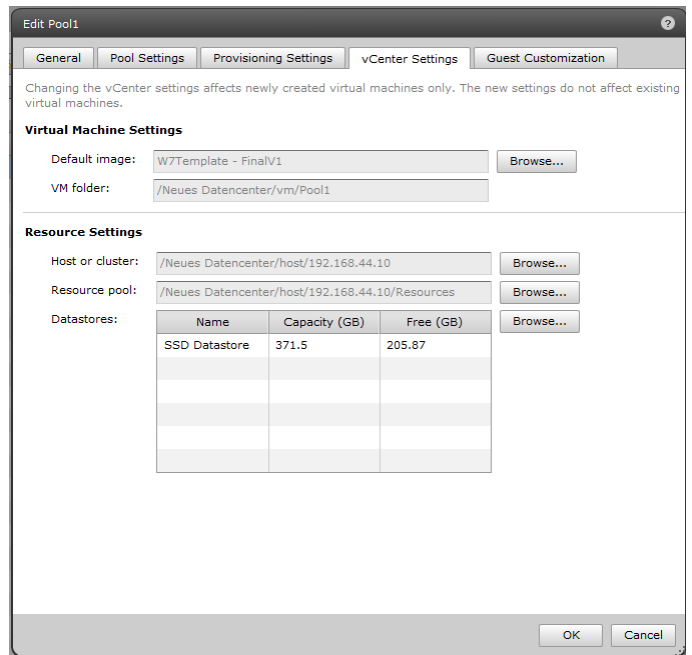 Edit Pool1
?
General Pool Settings Provisioning Settings vCenter Settings Guest Customization
Changing the vCenter settings affects newly created virtual machines only. The new settings do not affect existing
virtual machines.
Virtual Machine Settings
Default image: W7Template - FinalV1 Browse...
VM folder: /Neues Datencenter/vm/Pool1
Resource Settings
Host or cluster: /Neues Datencenter/host/192.168.44.10 Browse...
Resource pool: /Neues Datencenter/host/192.168.44.10/Resources Browse...
Datastores: Name Capacity (GB) Free (GB) Browse...
SSD Datastore 371.5 205.87
OK Cancel